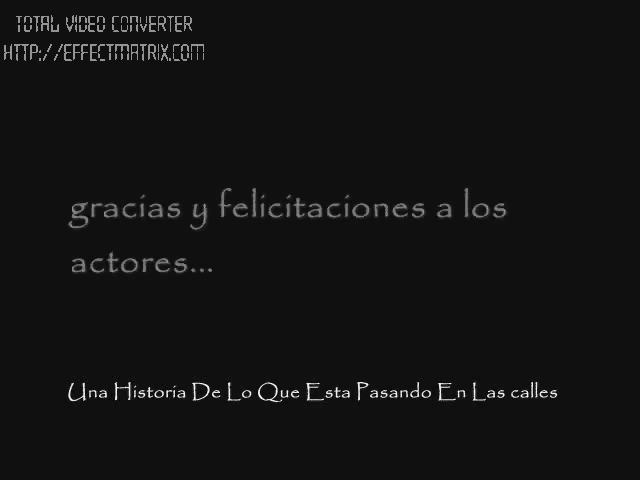 TOTAL VIDEO CONVERTER
HTTP://EFFECTMATRIX.COM
gracias y felicitaciones a los
actores...
Una Historia De Lo Que Esta Pasando En Las calles